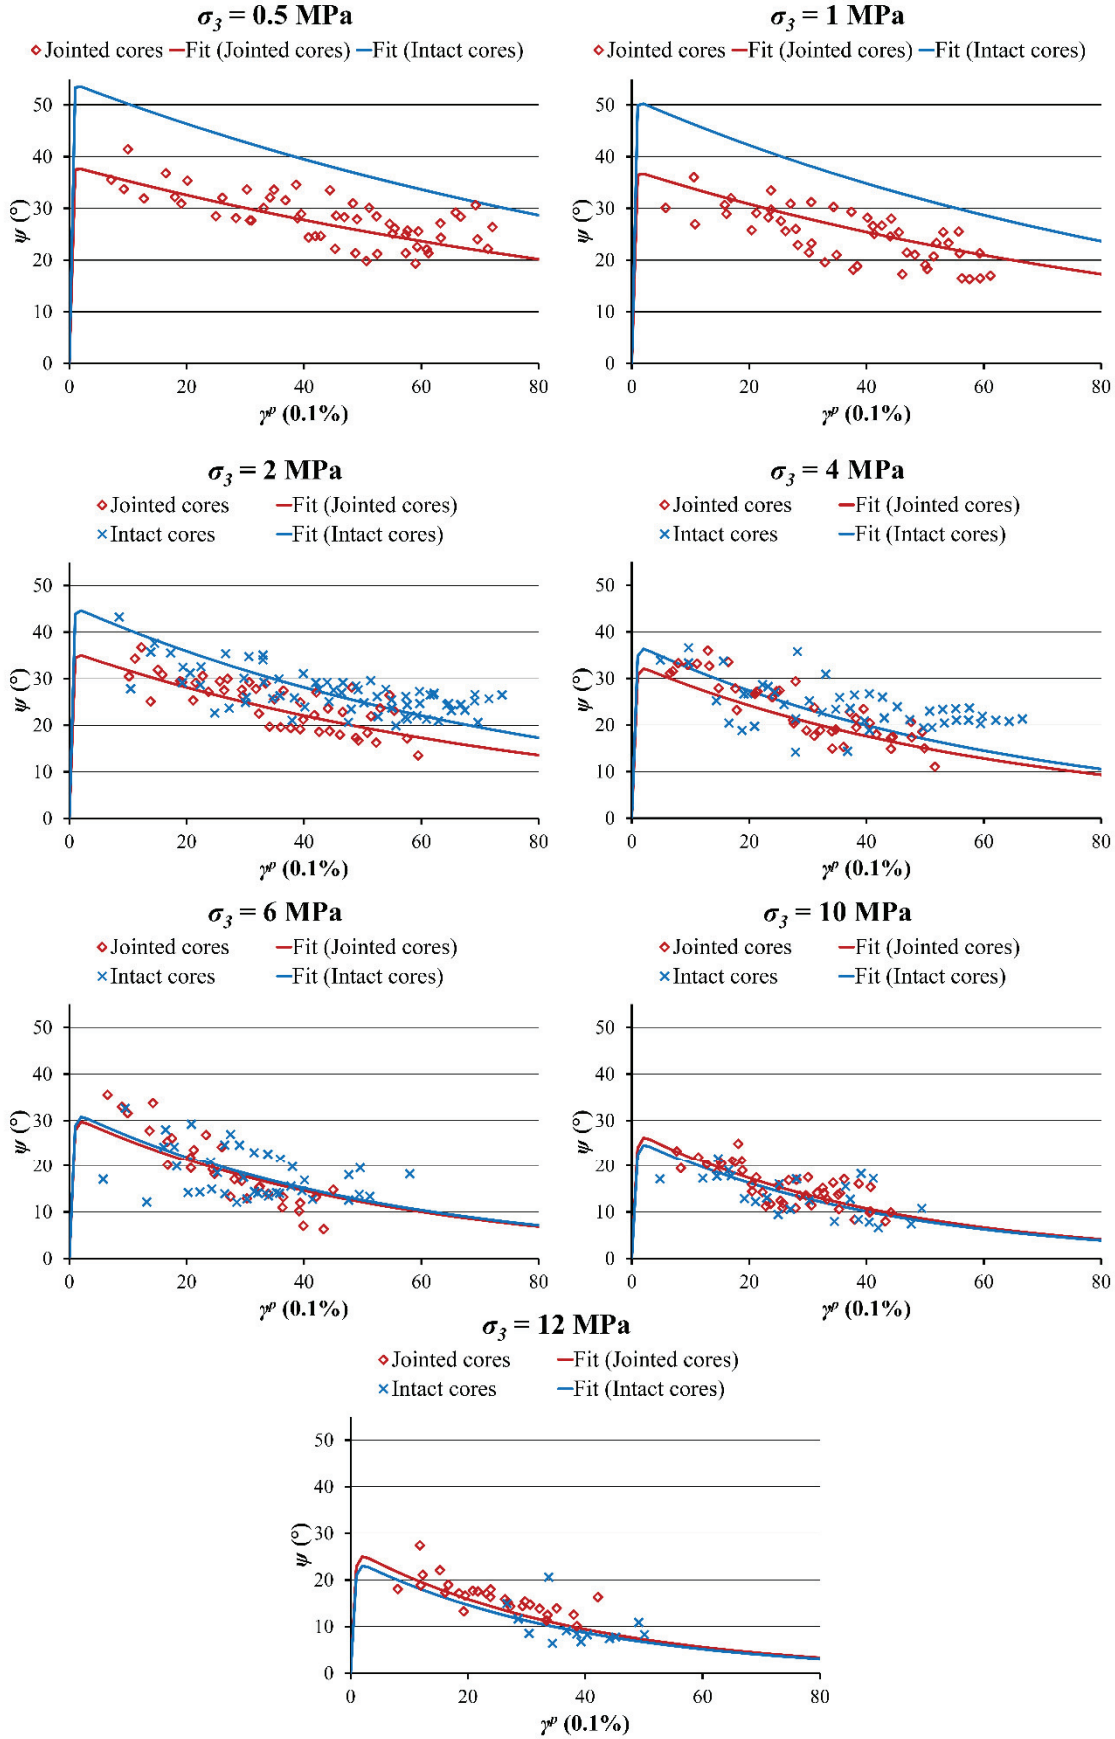 σ3 = 0.5 MPa
Jointed cores Fit (Jointed cores) Fit (Intact cores)
50
40
30
20
10
0
ψ (°)
0 20 40 60 80
γp (0.1%)
σ3 = 1 MPa
Jointed cores Fit (Jointed cores) Fit (Intact cores)
50
40
30
20
10
0
ψ (°)
0 20 40 60 80
γp (0.1%)
σ3 = 2 MPa
Jointed cores Fit (Jointed cores)
Intact cores Fit (Intact cores)
50
40
30
20
10
0
ψ (°)
0 20 40 60 80
γp (0.1%)
σ3 = 4 MPa
Jointed cores Fit (Jointed cores)
Intact cores Fit (Intact cores)
50
40
30
20
10
0
ψ (°)
0 20 40 60 80
γp (0.1%)
σ3 = 6 MPa
Jointed cores Fit (Jointed cores)
Intact cores Fit (Intact cores)
50
40
30
20
10
0
ψ (°)
0 20 40 60 80
γp (0.1%)
σ3 = 10 MPa
Jointed cores Fit (Jointed cores)
Intact cores Fit (Intact cores)
50
40
30
20
10
0
ψ (°)
0 20 40 60 80
γp (0.1%)
σ3 = 12 MPa
Jointed cores Fit (Jointed cores)
Intact cores Fit (Intact cores)
50
40
30
20
10
0
ψ (°)
0 20 40 60 80
γp (0.1%)